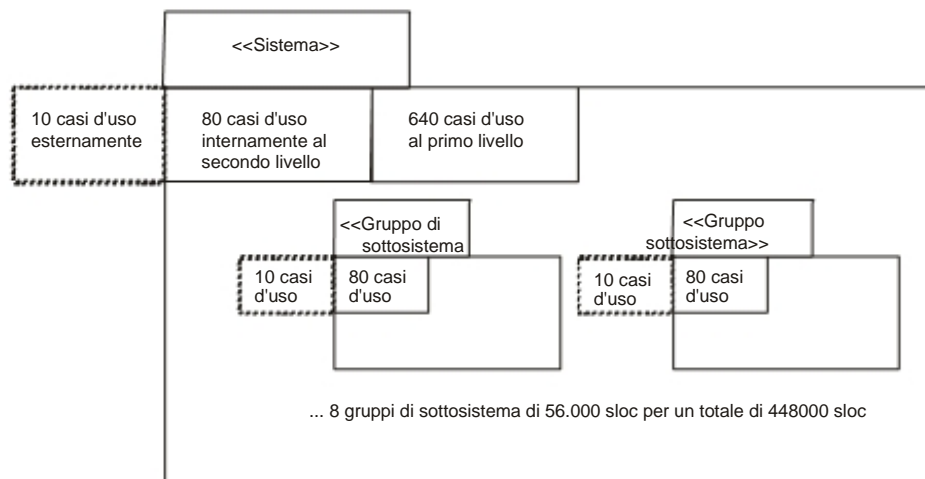 <<Sistema>>
10 casi d'uso
esternamente
80 casi d'uso
internamente al
secondo livello
640 casi d'uso
al primo livello
<<Gruppo di
sottosistema
10 casi
d'uso
80 casi
d'uso
<<Gruppo
sottosistema>>
10 casi
d'uso
80 casi
d'uso
... 8 gruppi di sottosistema di 56.000 sloc per un totale di 448000 sloc